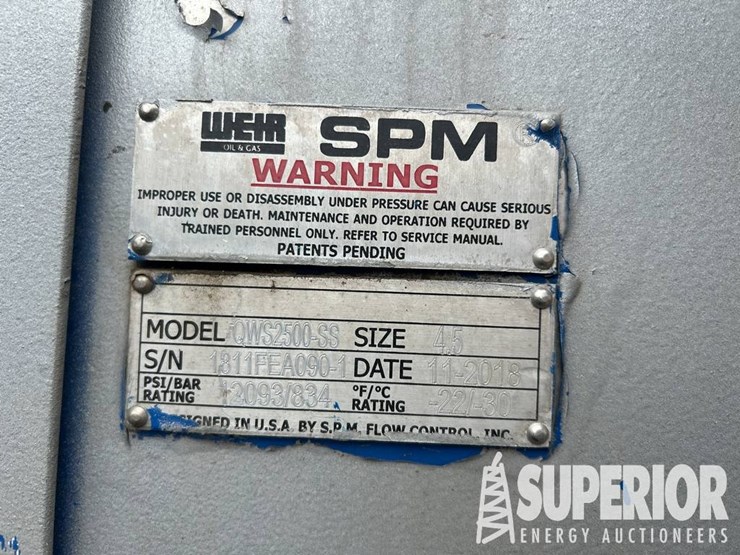 WEIR SPM
OIL & GAS
WARNING
IMPROPER USE OR DISASSEMBLY UNDER PRESSURE CAN CAUSE SERIOUS
INJURY OR DEATH. MAINTENANCE AND OPERATION REQUIRED BY
TRAINED PERSONNEL ONLY. REFER TO SERVICE MANUAL.
PATENTS PENDING
MODEL QWS2500-SS SIZE 4.5
S/N 1311FEA090-1 DATE 11-2013
PSI/BAR RATING 12093/834 °F/°C RATING -22/-30
DESIGNED IN U.S.A. BY S.P.M. FLOW CONTROL, INC.
SUPERIOR
ENERGY AUCTIONEERS